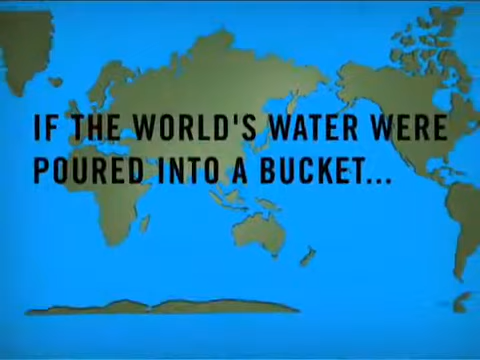 IF THE WORLD'S WATER WERE
POURED INTO A BUCKET...